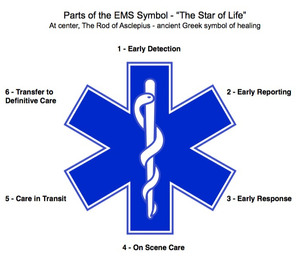 Parts of the EMS Symbol - "The Star of Life"
At center, The Rod of Asclepius - ancient Greek symbol of healing
1 - Early Detection
6 - Transfer to
Definitive Care
2 - Early Reporting
5 - Care in Transit
3 - Early Response
4 - On Scene Care